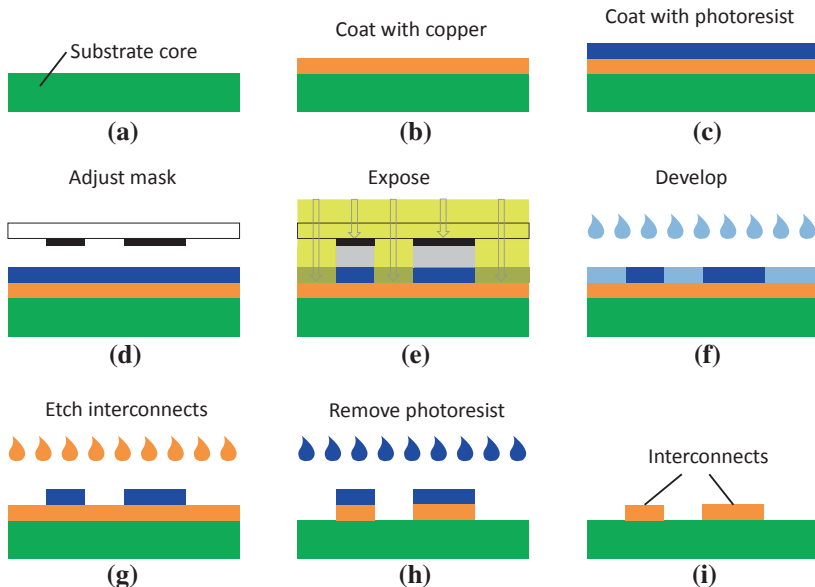 Substrate core
(a)
Coat with copper
(b)
Coat with photoresist
(c)
Adjust mask
(d)
Expose
(e)
Develop
(f)
Etch interconnects
(g)
Remove photoresist
(h)
Interconnects
(i)